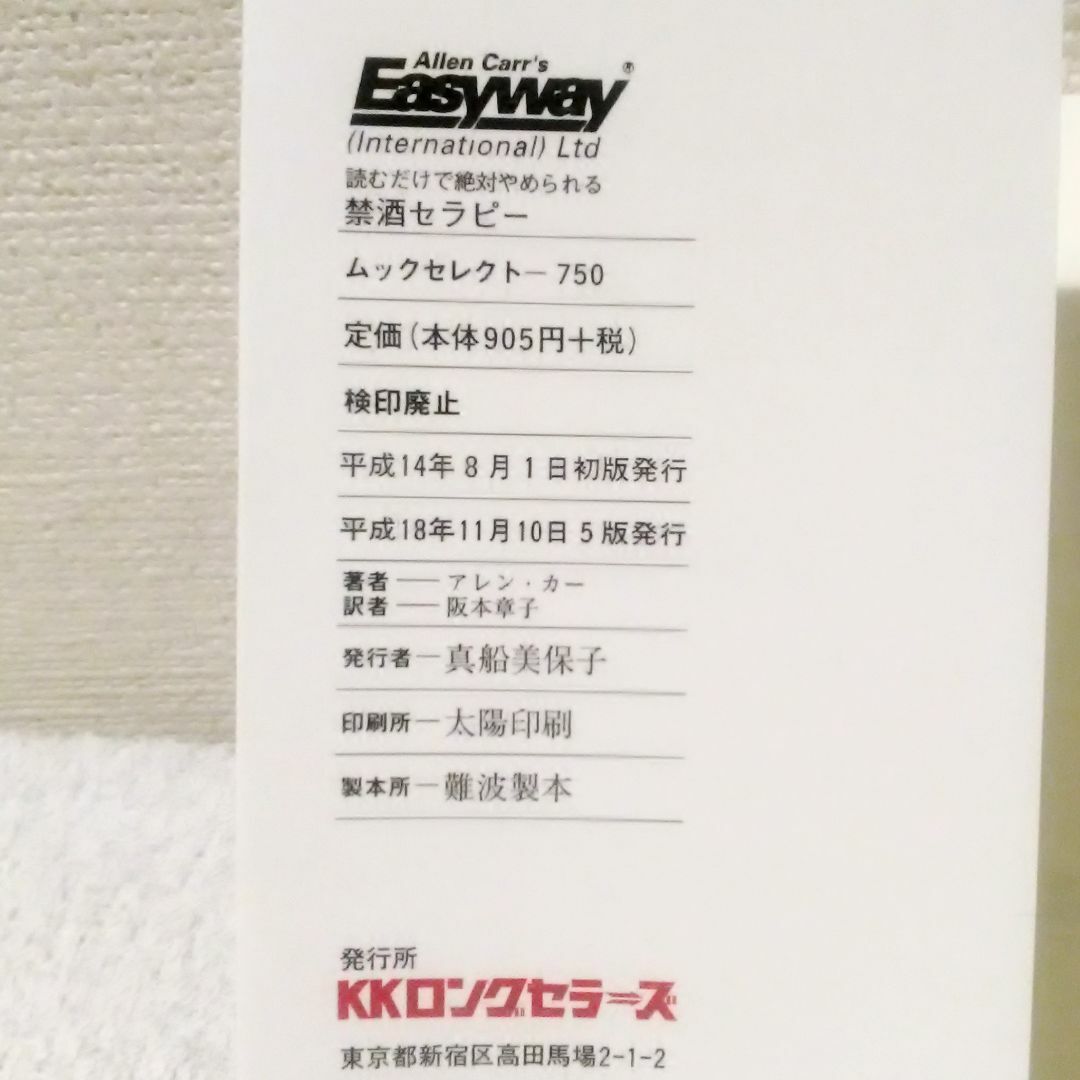 Allen Carr's
Easyway®
(International) Ltd
読むだけで絶対やめられる
禁酒セラピー
ムックセレクト―750
定価(本体905円+税)
検印廃止
平成14年8月1日初版発行
平成18年11月10日5版発行
著者――アレン・カー
訳者――阪本章子
発行者―真船美保子
印刷所―太陽印刷
製本所―難波製本
発行所
KKロングセラーズ
東京都新宿区高田馬場2-1-2